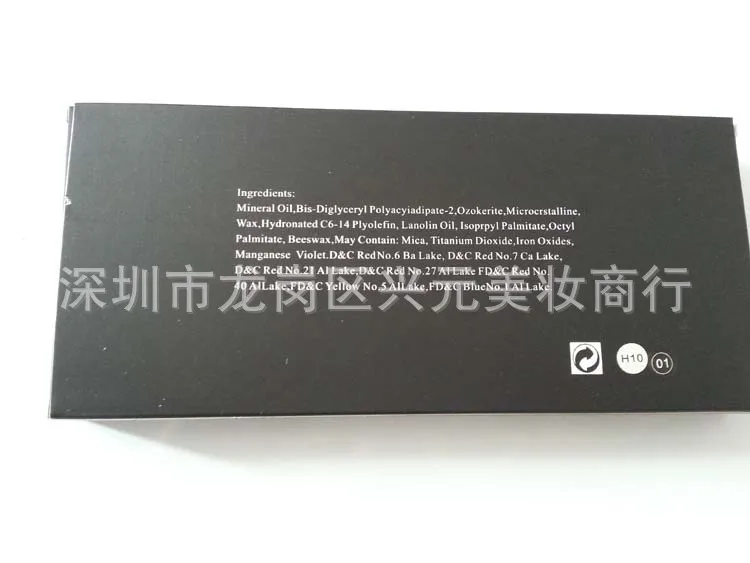 Ingredients:
Mineral Oil,Bis-Diglyceryl Polyacyiadipate-2,Ozokerite,Microcrstalline,
Wax,Hydronated C6-14 Plyolefin, Lanolin Oil, Isoprpyl Palmitate,Octyl
Palmitate, Beeswax,May Contain: Mica, Titanium Dioxide,Iron Oxides,
Manganese Violet.D&C RedNo.6 Ba Lake, D&C Red No.7 Ca Lake,
D&C Red No.21 Al Lake,D&C Red No.27 Al Lake FD&C Red No.
深圳市龙岗区兴元美妆商行
40 AlLake,FD&C Yellow No.5 AlLake,FD&C BlueNo.1 Al Lake.
H10
01